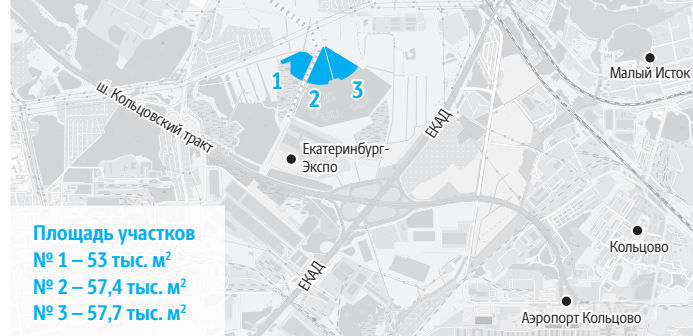 Малый Исток
1
2
3
ш. Кольцовский тракт
ЕКАД
Екатеринбург-
Экспо
Площадь участков
№ 1 – 53 тыс. м²
№ 2 – 57,4 тыс. м²
№ 3 – 57,7 тыс. м²
ЕКАД
Кольцово
Аэропорт Кольцово